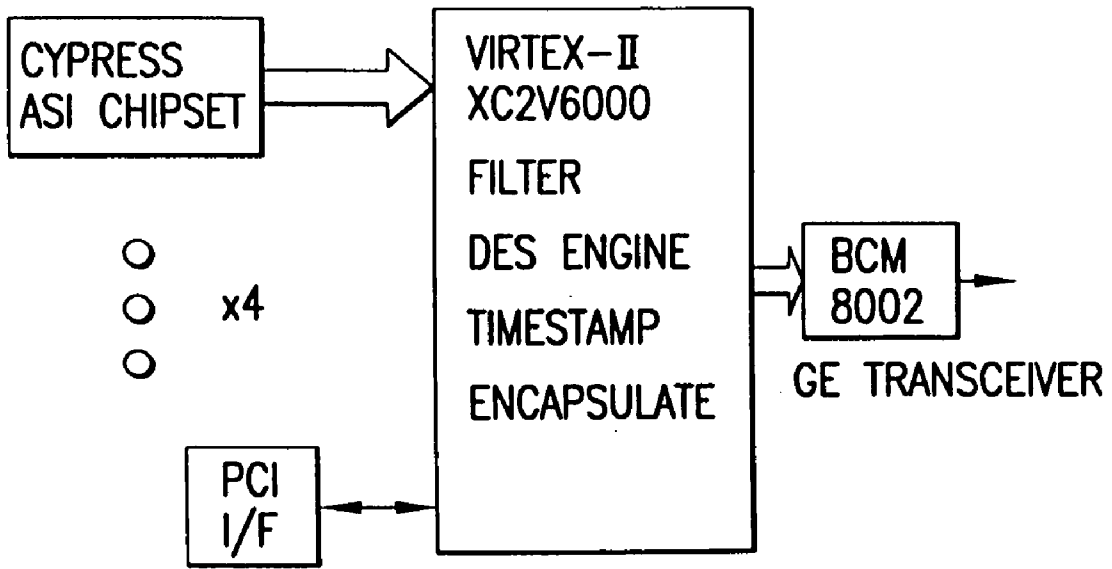 CYPRESS
ASI CHIPSET
x4
PCI
I/F
VIRTEX-II
XC2V6000
FILTER
DES ENGINE
TIMESTAMP
ENCAPSULATE
BCM
8002
GE TRANSCEIVER